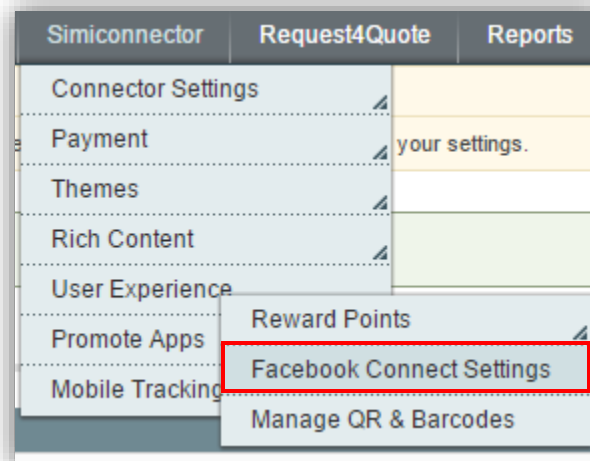 Simiconnector Request4Quote Reports
Connector Settings
Payment
your settings.
Themes
Rich Content
User Experience
Reward Points
Promote Apps
Facebook Connect Settings
Mobile Tracking
Manage QR & Barcodes